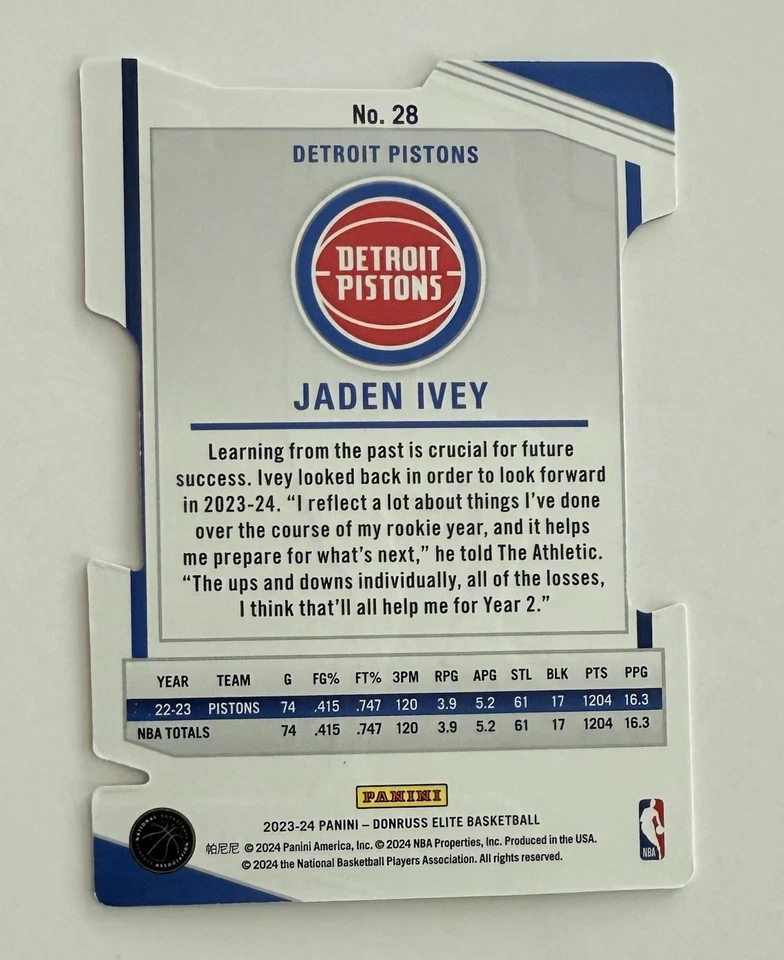 No. 28
DETROIT PISTONS
DETROIT
PISTONS
JADEN IVEY
Learning from the past is crucial for future
success. Ivey looked back in order to look forward
in 2023-24. “I reflect a lot about things I’ve done
over the course of my rookie year, and it helps
me prepare for what’s next,” he told The Athletic.
“The ups and downs individually, all of the losses,
I think that’ll all help me for Year 2.”
YEAR TEAM G FG% FT% 3PM RPG APG STL BLK PTS PPG
22-23 PISTONS 74 .415 .747 120 3.9 5.2 61 17 1204 16.3
NBA TOTALS 74 .415 .747 120 3.9 5.2 61 17 1204 16.3
PANINI
2023-24 PANINI – DONRUSS ELITE BASKETBALL
帕尼尼 © 2024 Panini America, Inc. © 2024 NBA Properties, Inc. Produced in the USA.
© 2024 the National Basketball Players Association. All rights reserved.
NATIONAL BASKETBALL PLAYERS ASSOCIATION
NBA